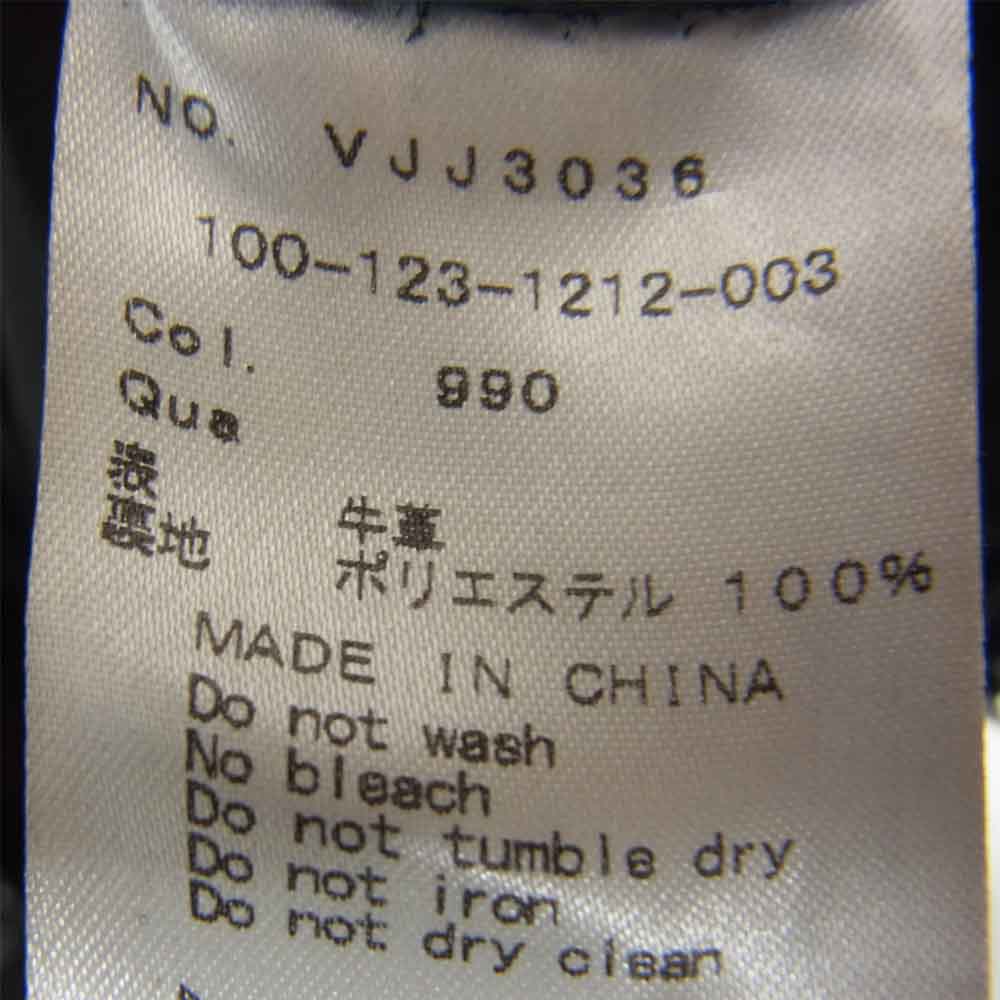 NO. VJJ3036
100-123-1212-003
Col. 990
Qua
表
裏地 牛革
ポリエステル 100%
MADE IN CHINA
Do not wash
No bleach
Do not tumble dry
Do not iron
Do not dry clean